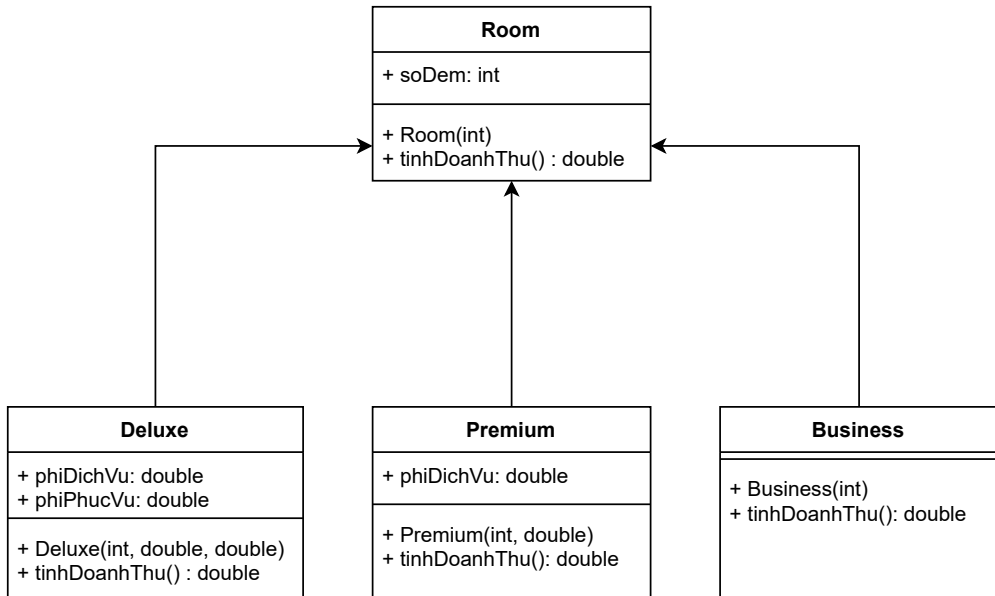 Room
+ soDem: int
+ Room(int)
+ tinhDoanhThu() : double
Deluxe
+ phiDichVu: double
+ phiPhucVu: double
+ Deluxe(int, double, double)
+ tinhDoanhThu() : double
Premium
+ phiDichVu: double
+ Premium(int, double)
+ tinhDoanhThu(): double
Business
+ Business(int)
+ tinhDoanhThu(): double